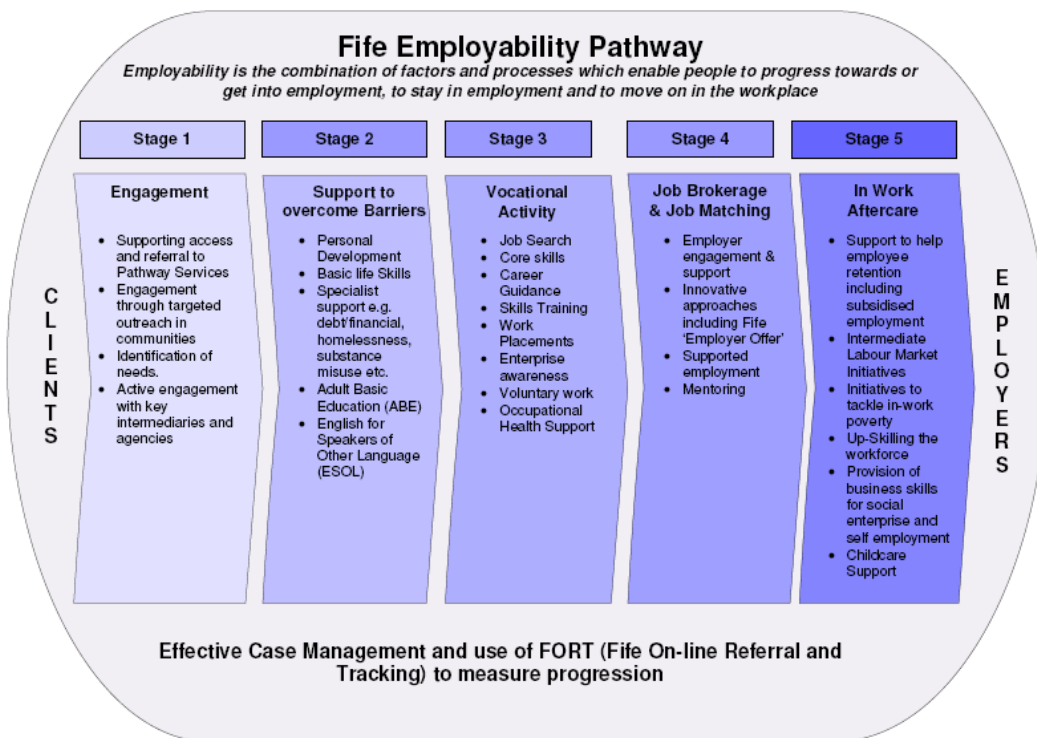 Fife Employability Pathway
Employability is the combination of factors and processes which enable people to progress towards or
get into employment, to stay in employment and to move on in the workplace
CLIENTS
Stage 1
Engagement
• Supporting access
and referral to
Pathway Services
• Engagement
through targeted
outreach in
communities
• Identification of
needs.
• Active engagement
with key
intermediaries and
agencies
Stage 2
Support to
overcome Barriers
• Personal
Development
• Basic life Skills
• Specialist
support e.g.
debt/financial,
homelessness,
substance
misuse etc.
• Adult Basic
Education (ABE)
• English for
Speakers of
Other Language
(ESOL)
Stage 3
Vocational
Activity
• Job Search
• Core skills
• Career
Guidance
• Skills Training
• Work
Placements
• Enterprise
awareness
• Voluntary work
• Occupational
Health Support
Stage 4
Job Brokerage
& Job Matching
• Employer
engagement &
support
• Innovative
approaches
including Fife
‘Employer Offer’
• Supported
employment
• Mentoring
Stage 5
In Work
Aftercare
• Support to help
employee
retention
including
subsidised
employment
• Intermediate
Labour Market
Initiatives
• Initiatives to
tackle in-work
poverty
• Up-Skilling the
workforce
• Provision of
business skills
for social
enterprise and
self employment
• Childcare
Support
EMPLOYERS
Effective Case Management and use of FORT (Fife On-line Referral and
Tracking) to measure progression